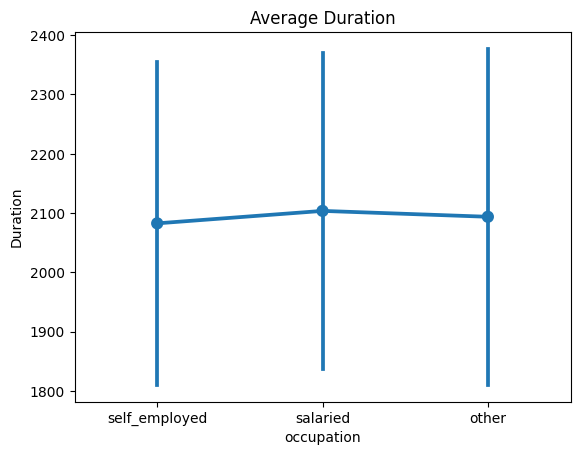 Average Duration
2400
2300
2200
2100
2000
1900
1800
Duration
self_employed
salaried
other
occupation